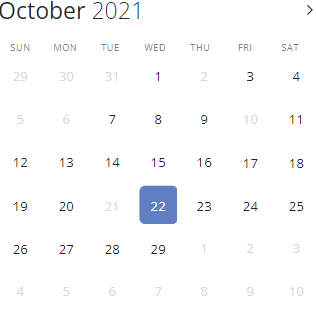 October 2021
SUN MON TUE WED THU FRI SAT
29 30 31 1 2 3 4
5 6 7 8 9 10 11
12 13 14 15 16 17 18
19 20 21 22 23 24 25
26 27 28 29 1 2 3
4 5 6 7 8 9 10